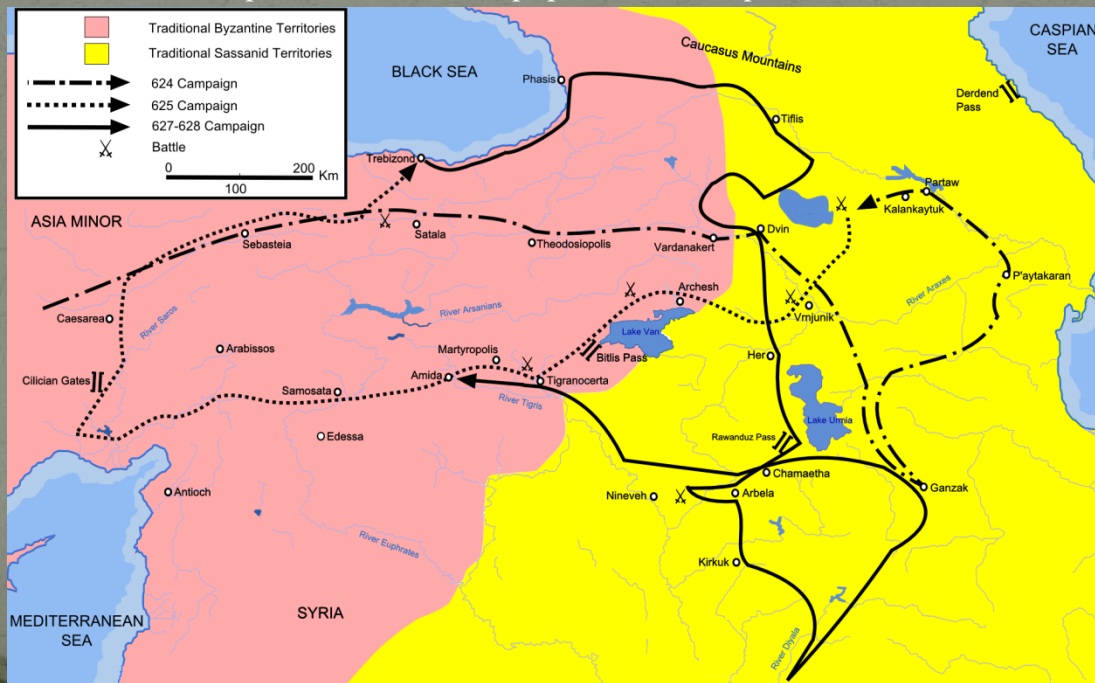 Traditional Byzantine Territories
Traditional Sassanid Territories
624 Campaign
625 Campaign
627-628 Campaign
Battle
0 200
100 Km
BLACK SEA
Caucasus Mountains
CASPIAN
SEA
Phasis
Derdend
Pass
Tiflis
Trebizond
Partaw
Kalankaytuk
ASIA MINOR
Sebasteia
Satala
Theodosiopolis
Vardanakert
Dvin
P'aytakaran
River Araxes
Archesh
Vrnjunik
Caesarea
River Saros
River Arsanians
Lake Van
Arabissos
Martyropolis
Bitlis Pass
Her
Cilician Gates
Amida
Tigranocerta
Samosata
River Tigris
Lake Urmia
Edessa
Rawanduz Pass
Chamaetha
Antioch
Nineveh
Arbela
Ganzak
River Euphrates
Kirkuk
MEDITERRANEAN
SEA
SYRIA
River Diyala